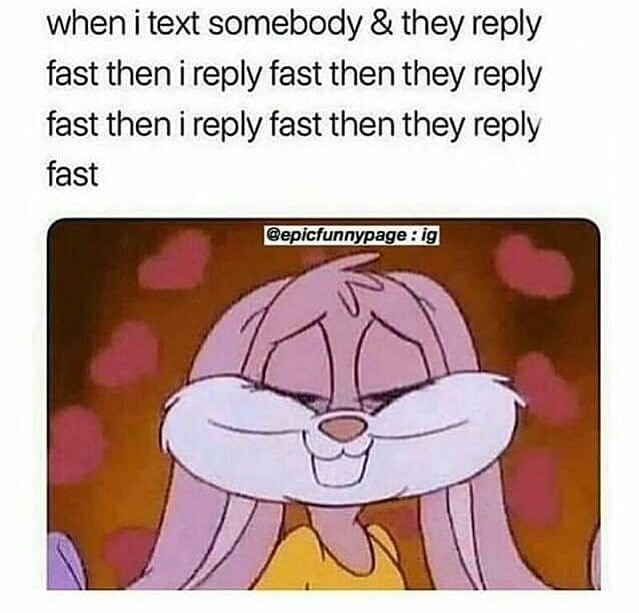 when i text somebody & they reply
fast then i reply fast then they reply
fast then i reply fast then they reply
fast
@epicfunnypage : ig